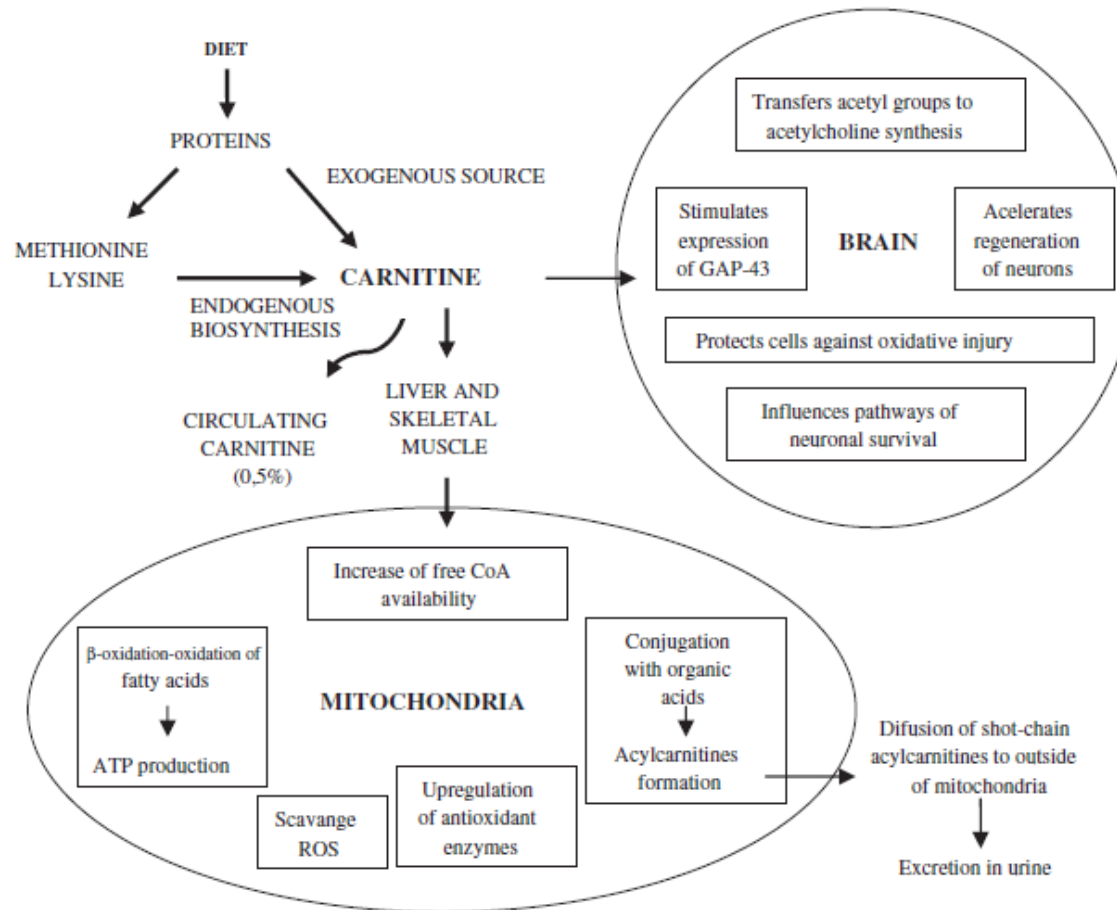 DIET
PROTEINS
EXOGENOUS SOURCE
METHIONINE
LYSINE
CARNITINE
ENDOGENOUS
BIOSYNTHESIS
CIRCULATING
CARNITINE
(0,5%)
LIVER AND
SKELETAL
MUSCLE
Transfers acetyl groups to
acetylcholine synthesis
Stimulates
expression
of GAP-43
BRAIN
Acelerates
regeneration
of neurons
Protects cells against oxidative injury
Influences pathways of
neuronal survival
Increase of free CoA
availability
β-oxidation-oxidation of
fatty acids
ATP production
MITOCHONDRIA
Conjugation
with organic
acids
Acylcarnitines
formation
Scavange
ROS
Upregulation
of antioxidant
enzymes
Difusion of shot-chain
acylcarnitines to outside
of mitochondria
Excretion in urine